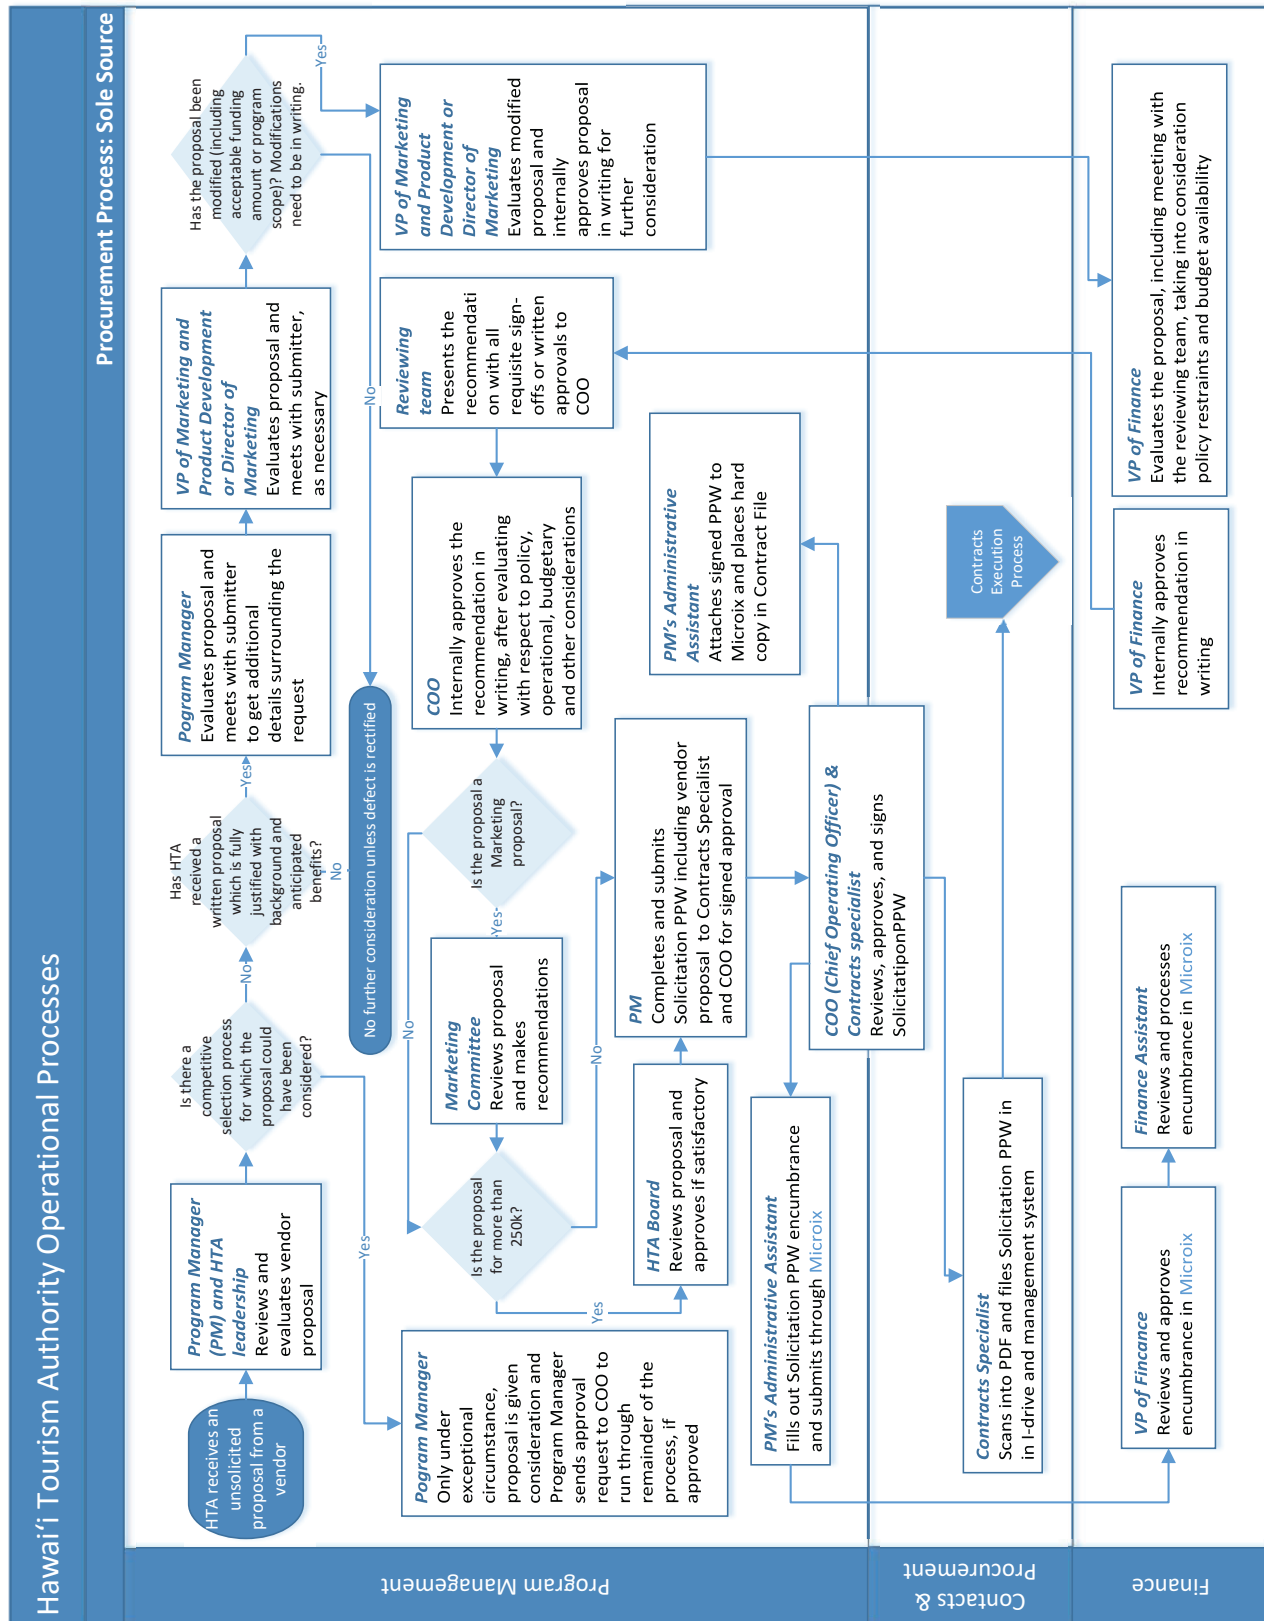 Hawai‘i Tourism Authority Operational Processes
Procurement Process: Sole Source
Program Management
HTA receives an
unsolicited
proposal from a
vendor
Program Manager
(PM) and HTA
leadership
Reviews and
evaluates vendor
proposal
Is there a
competitive
selection process
for which the
proposal could
have been
considered?
No
Yes
Has HTA
received a
written proposal
which is fully
justified with
background and
anticipated
benefits?
Yes
No
Pogram Manager
Evaluates proposal and
meets with submitter
to get additional
details surrounding the
request
VP of Marketing and
Product Development
or Director of
Marketing
Evaluates proposal and
meets with submitter,
as necessary
Has the proposal been
modified (including
acceptable funding
amount or program
scope)? Modifications
need to be in writing.
Yes
No
No further consideration unless defect is rectified
Pogram Manager
Only under
exceptional
circumstance,
proposal is given
consideration and
Program Manager
sends approval
request to COO to
run through
remainder of the
process, if
approved
VP of Marketing
and Product
Development or
Director of
Marketing
Evaluates modified
proposal and
internally
approves proposal
in writing for
further
consideration
Reviewing
team
Presents the
recommendati
on with all
requisite sign-
offs or written
approvals to
COO
COO
Internally approves the
recommendation in
writing, after evaluating
with respect to policy,
operational, budgetary
and other considerations
Is the proposal a
Marketing
proposal?
Yes
No
Marketing
Committee
Reviews proposal
and makes
recommendations
Is the proposal
for more than
250k?
Yes
No
HTA Board
Reviews proposal and
approves if satisfactory
PM
Completes and submits
Solicitation PPW including vendor
proposal to Contracts Specialist
and COO for signed approval
PM’s Administrative
Assistant
Attaches signed PPW to
Microix and places hard
copy in Contract File
PM’s Administrative Assistant
Fills out Solicitation PPW encumbrance
and submits through Microix
COO (Chief Operating Officer) &
Contracts specialist
Reviews, approves, and signs
SolicitatiponPPW
Contacts &
Procurement
Contracts Specialist
Scans into PDF and files Solicitation PPW in
in I-drive and management system
Contracts
Execution
Process
Finance
VP of Fincance
Reviews and approves
encumbrance in Microix
Finance Assistant
Reviews and processes
encumbrance in Microix
VP of Finance
Internally approves
recommendation in
writing
VP of Finance
Evaluates the proposal, including meeting with
the reviewing team, taking into consideration
policy restraints and budget availability